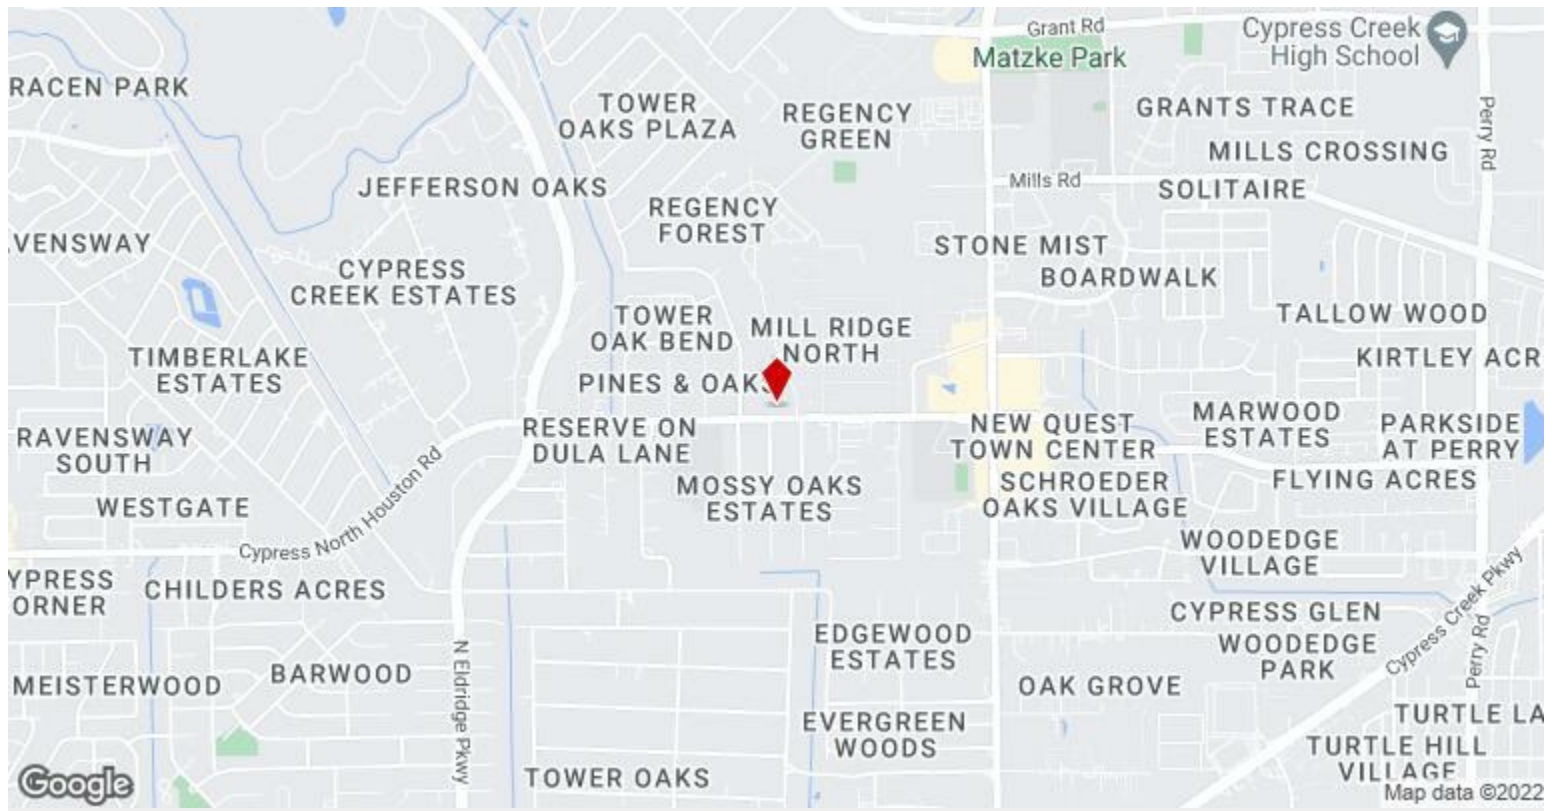 Grant Rd
Cypress Creek
High School
Matzke Park
RACEN PARK
TOWER
OAKS PLAZA
REGENCY
GREEN
GRANTS TRACE
Perry Rd
MILLS CROSSING
JEFFERSON OAKS
Mills Rd
SOLITAIRE
REGENCY
FOREST
AVENSWAY
STONE MIST
BOARDWALK
CYPRESS
CREEK ESTATES
TOWER
OAK BEND
MILL RIDGE
NORTH
TALLOW WOOD
TIMBERLAKE
ESTATES
KIRTLEY ACR
PINES & OAKS
RESERVE ON
DULA LANE
NEW QUEST
TOWN CENTER
MARWOOD
ESTATES
PARKSIDE
AT PERRY
RAVENSWAY
SOUTH
MOSSY OAKS
ESTATES
SCHROEDER
OAKS VILLAGE
FLYING ACRES
WESTGATE
Cypress North Houston Rd
WOODEDGE
VILLAGE
YPRESS
ORNER
CHILDERS ACRES
CYPRESS GLEN
Cypress Creek Pkwy
EDGEWOOD
ESTATES
WOODEDGE
PARK
Perry Rd
N Eldridge Pkwy
BARWOOD
MEISTERWOOD
OAK GROVE
EVERGREEN
WOODS
TURTLE LA
TURTLE HILL
VILLAGE
TOWER OAKS
Google
Map data ©2022